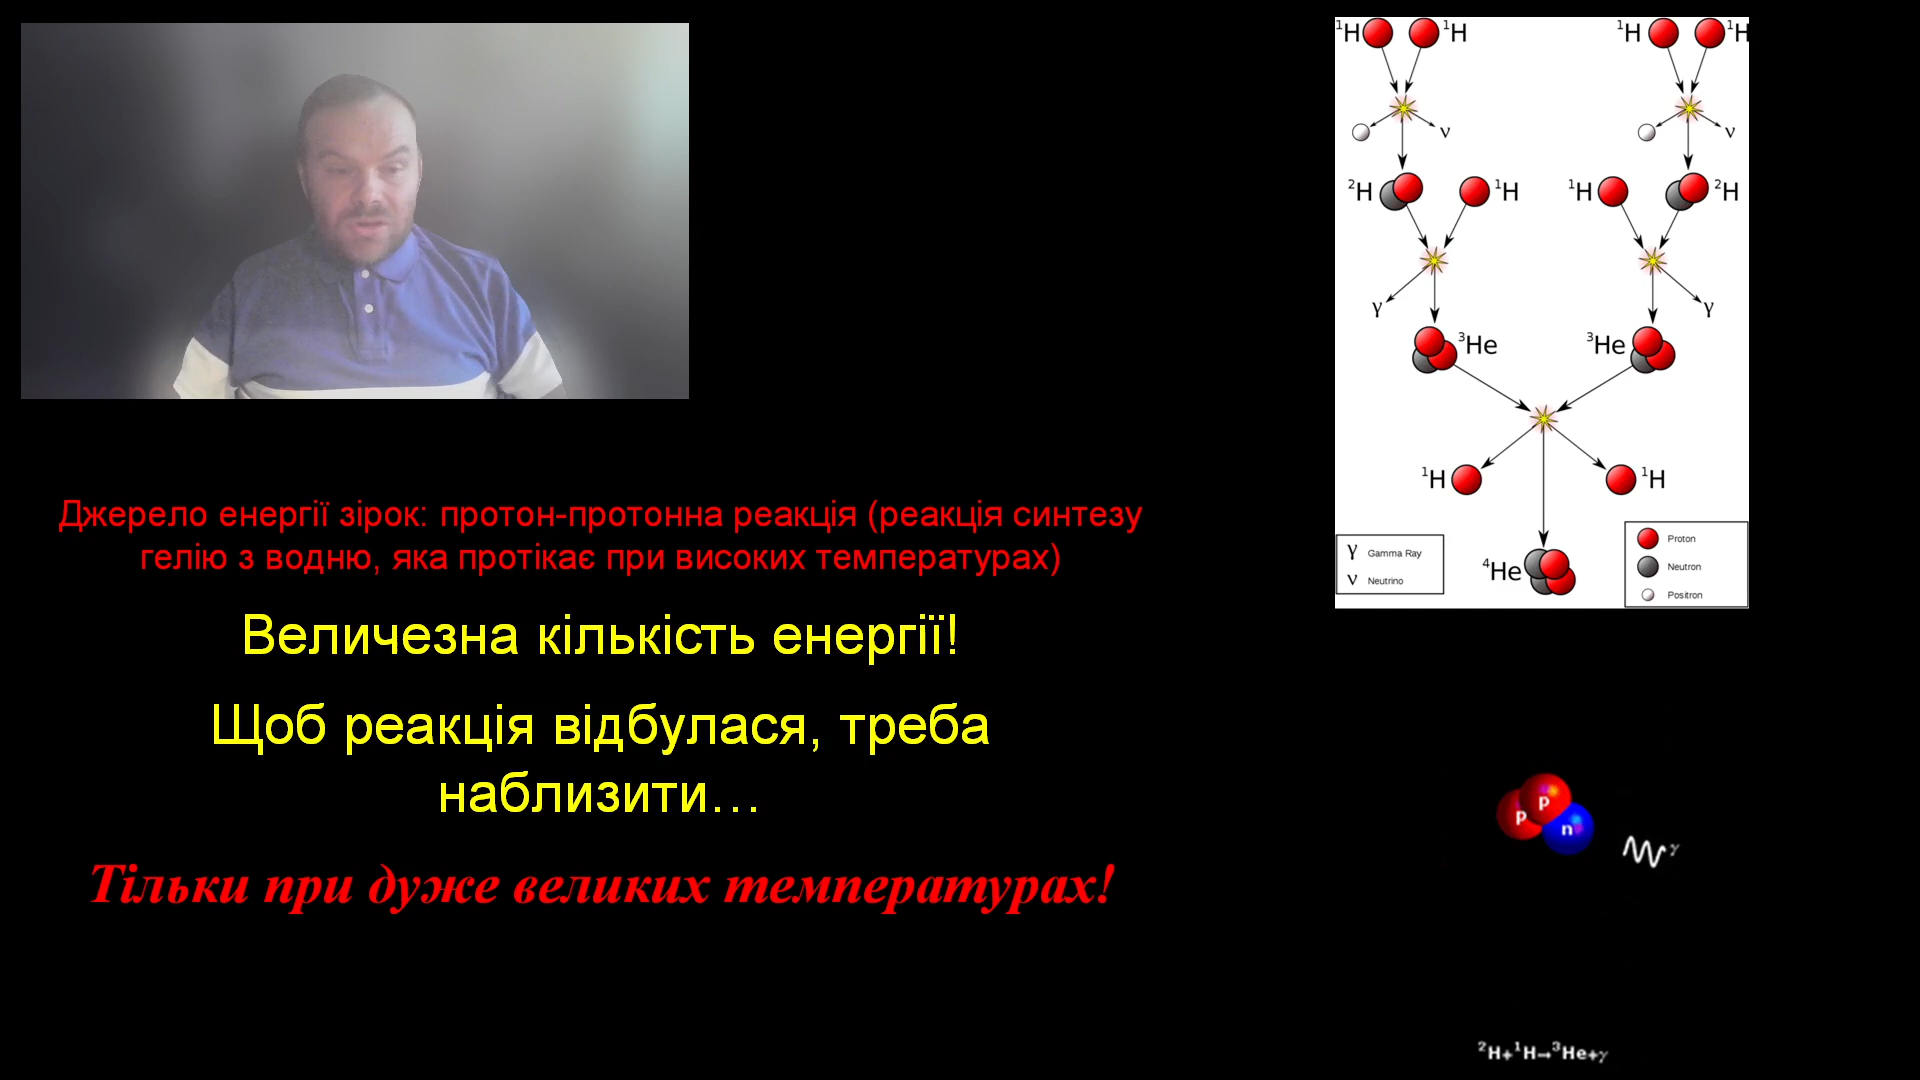 Джерело енергії зірок: протон-протонна реакція (реакція синтезу
гелію з водню, яка протікає при високих температурах)
Величезна кількість енергії!
Щоб реакція відбулася, треба
наблизити…
Тільки при дуже великих температурах!
¹H ¹H ¹H ¹H
ν ν
²H ¹H ¹H ²H
γ γ
³He ³He
¹H ¹H
⁴He
γ Gamma Ray
ν Neutrino
Proton
Neutron
Positron
p p n γ
²H+¹H→³He+γ